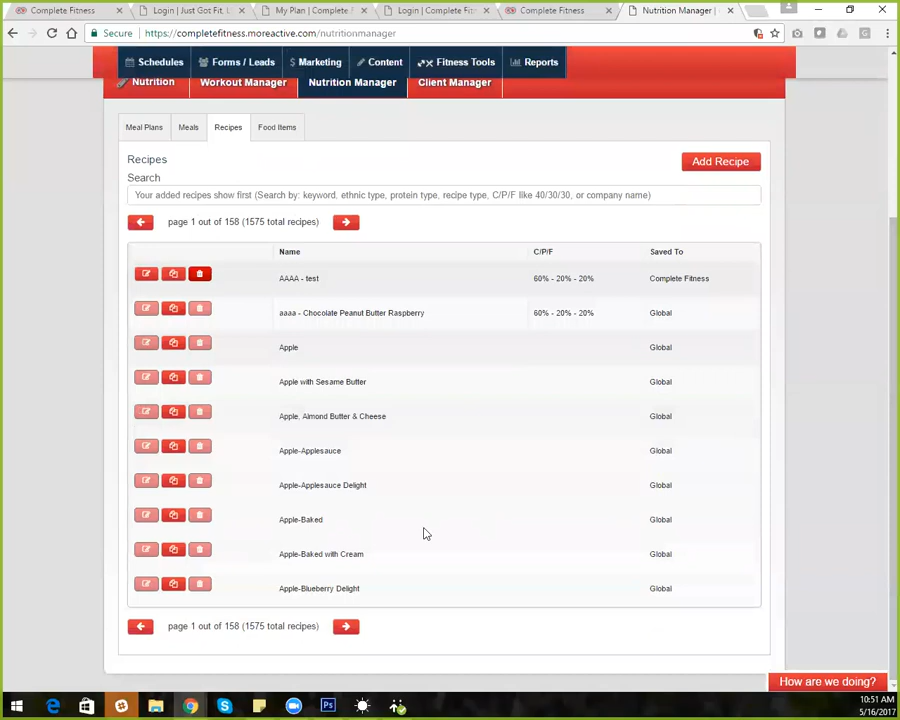 Complete Fitness
Login | Just Got Fit, L
My Plan | Complete F
Login | Complete Fitn
Complete Fitness
Nutrition Manager |
Secure | https://completefitness.moreactive.com/nutritionmanager
Schedules
Forms / Leads
Marketing
Content
Fitness Tools
Reports
Nutrition
Workout Manager
Nutrition Manager
Client Manager
Meal Plans
Meals
Recipes
Food Items
Recipes
Add Recipe
Search
Your added recipes show first (Search by: keyword, ethnic type, protein type, recipe type, C/P/F like 40/30/30, or company name)
page 1 out of 158 (1575 total recipes)
Name C/P/F Saved To
AAAA - test 60% - 20% - 20% Complete Fitness
aaaa - Chocolate Peanut Butter Raspberry 60% - 20% - 20% Global
Apple Global
Apple with Sesame Butter Global
Apple, Almond Butter & Cheese Global
Apple-Applesauce Global
Apple-Applesauce Delight Global
Apple-Baked Global
Apple-Baked with Cream Global
Apple-Blueberry Delight Global
page 1 out of 158 (1575 total recipes)
How are we doing?
10:51 AM
5/16/2017